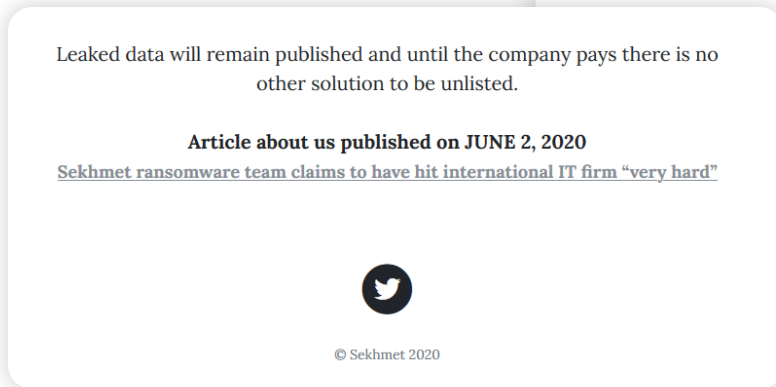 Leaked data will remain published and until the company pays there is no
other solution to be unlisted.
Article about us published on JUNE 2, 2020
Sekhmet ransomware team claims to have hit international IT firm “very hard”
© Sekhmet 2020